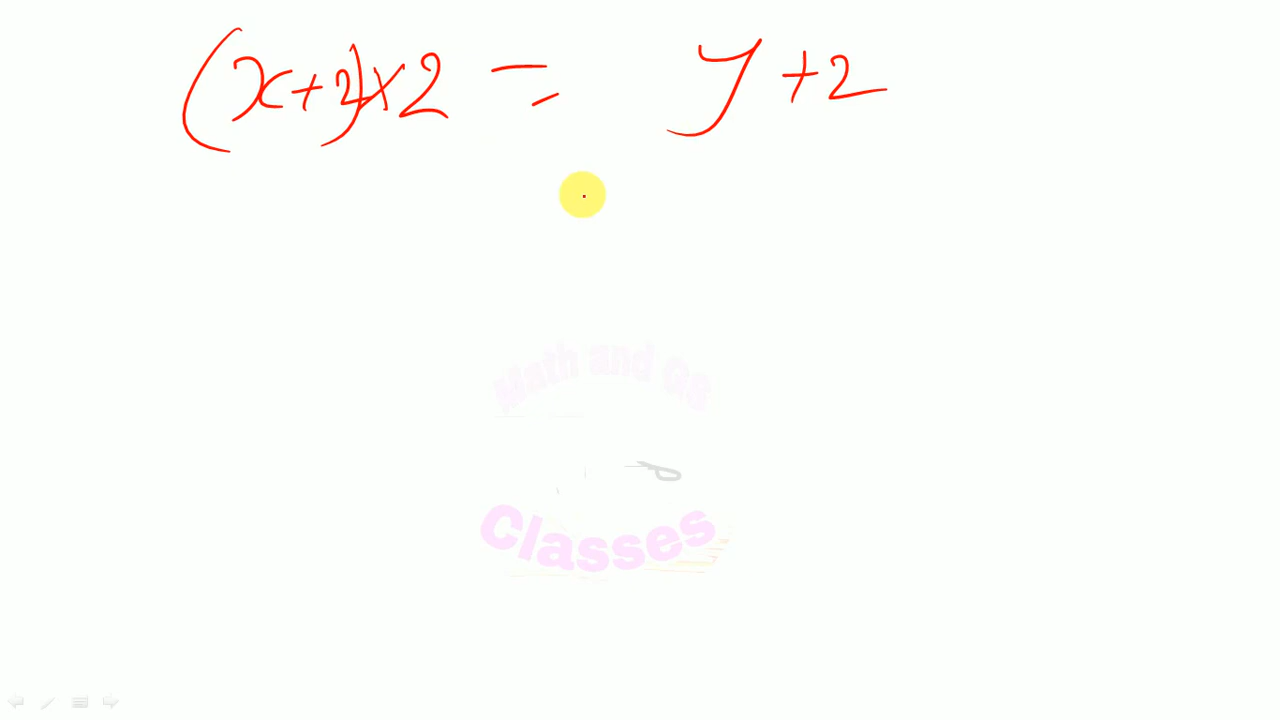 (x+2)×2 = y+2
Math and GS
Classes